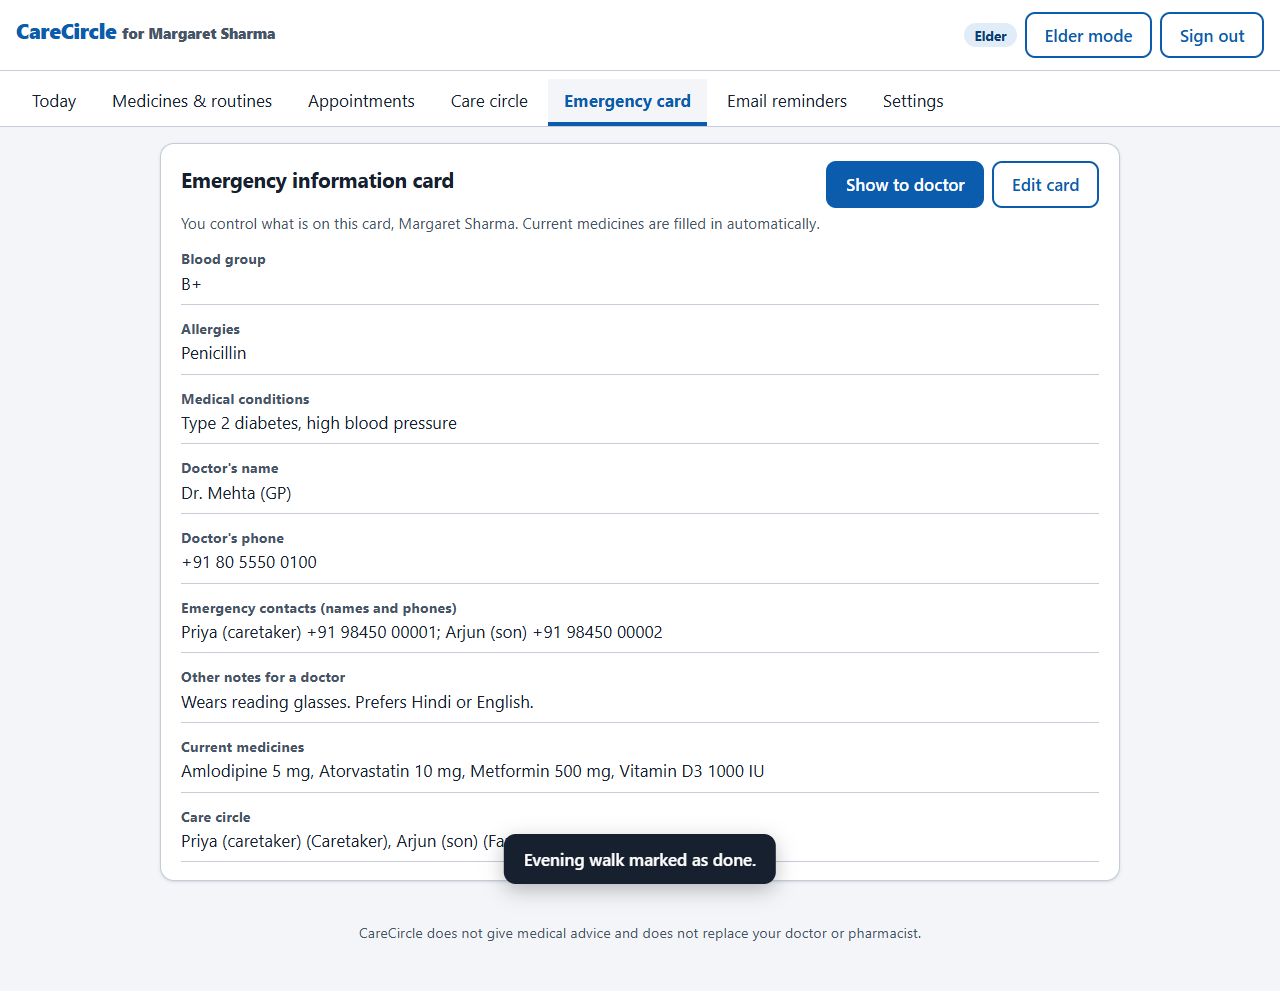 CareCircle for Margaret Sharma
Elder
Elder mode
Sign out
Today
Medicines & routines
Appointments
Care circle
Emergency card
Email reminders
Settings
Emergency information card
Show to doctor
Edit card
You control what is on this card, Margaret Sharma. Current medicines are filled in automatically.
Blood group
B+
Allergies
Penicillin
Medical conditions
Type 2 diabetes, high blood pressure
Doctor's name
Dr. Mehta (GP)
Doctor's phone
+91 80 5550 0100
Emergency contacts (names and phones)
Priya (caretaker) +91 98450 00001; Arjun (son) +91 98450 00002
Other notes for a doctor
Wears reading glasses. Prefers Hindi or English.
Current medicines
Amlodipine 5 mg, Atorvastatin 10 mg, Metformin 500 mg, Vitamin D3 1000 IU
Care circle
Priya (caretaker) (Caretaker), Arjun (son)
Evening walk marked as done.
CareCircle does not give medical advice and does not replace your doctor or pharmacist.